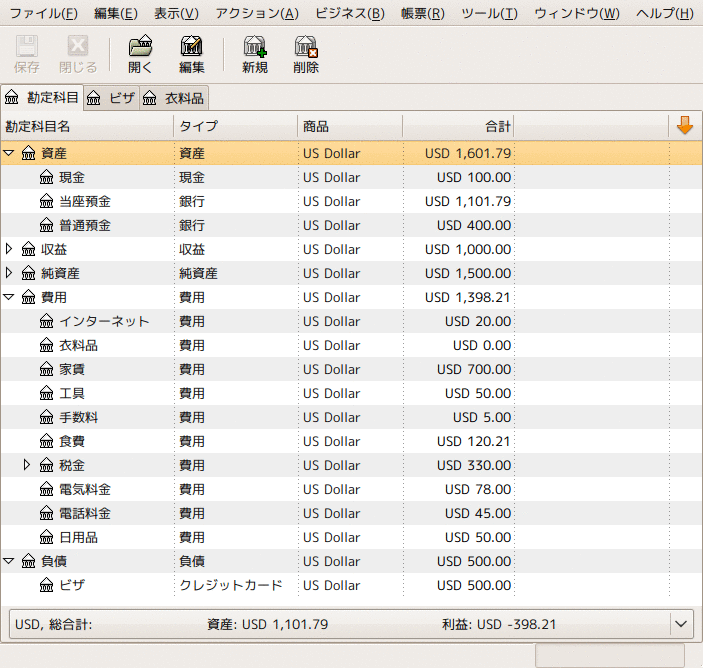 ファイル(F) 編集(E) 表示(V) アクション(A) ビジネス(B) 帳票(R) ツール(T) ウィンドウ(W) ヘルプ(H)
保存 閉じる 開く 編集 新規 削除
勘定科目 ビザ 衣料品
勘定科目名 タイプ 商品 合計
資産 資産 US Dollar USD 1,601.79
現金 現金 US Dollar USD 100.00
当座預金 銀行 US Dollar USD 1,101.79
普通預金 銀行 US Dollar USD 400.00
収益 収益 US Dollar USD 1,000.00
純資産 純資産 US Dollar USD 1,500.00
費用 費用 US Dollar USD 1,398.21
インターネット 費用 US Dollar USD 20.00
衣料品 費用 US Dollar USD 0.00
家賃 費用 US Dollar USD 700.00
工具 費用 US Dollar USD 50.00
手数料 費用 US Dollar USD 5.00
食費 費用 US Dollar USD 120.21
税金 費用 US Dollar USD 330.00
電気料金 費用 US Dollar USD 78.00
電話料金 費用 US Dollar USD 45.00
日用品 費用 US Dollar USD 50.00
負債 負債 US Dollar USD 500.00
ビザ クレジットカード US Dollar USD 500.00
USD, 総合計: 資産: USD 1,101.79 利益: USD -398.21